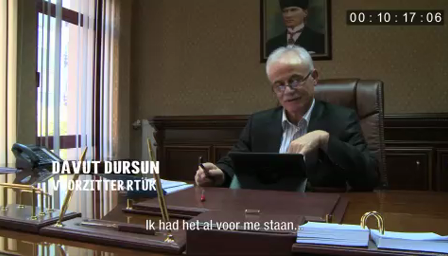 00:10:17:06
DAVUT DURSUN
VOORZITTER RTÜK
Ik had het al voor me staan...